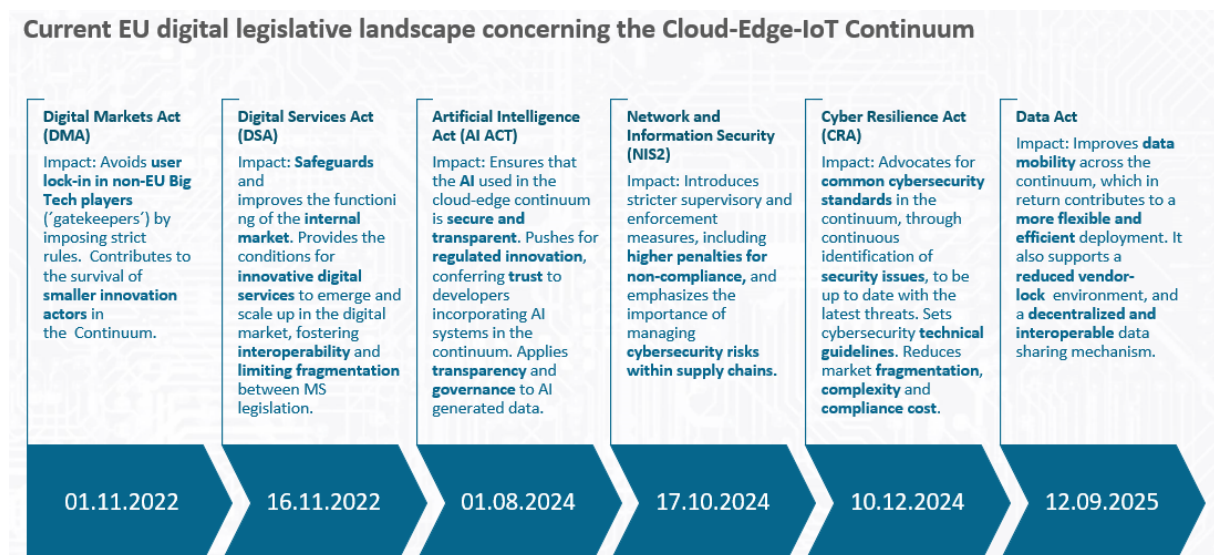 Current EU digital legislative landscape concerning the Cloud-Edge-IoT Continuum
Digital Markets Act
(DMA)
Impact: Avoids user
lock-in in non-EU Big
Tech players
(´gatekeepers´) by
imposing strict
rules.  Contributes to
the survival of
smaller innovation
actors in
the  Continuum.
Digital Services Act
(DSA)
Impact: Safeguards
and
improves the functioni
ng of the internal
market. Provides the
conditions for
innovative digital
services to emerge and
scale up in the digital
market, fostering
interoperability and
limiting fragmentation
between MS
legislation.
Artificial Intelligence
Act (AI ACT)
Impact: Ensures that
the AI used in the
cloud-edge continuum
is secure and
transparent. Pushes for
regulated innovation,
conferring trust to
developers
incorporating AI
systems in the
continuum. Applies
transparency and
governance to AI
generated data.
Network and
Information Security
(NIS2)
Impact: Introduces
stricter supervisory and
enforcement
measures, including
higher penalties for
non-compliance, and
emphasizes the
importance of
managing
cybersecurity risks
within supply chains.
Cyber Resilience Act
(CRA)
Impact: Advocates for
common cybersecurity
standards in the
continuum, through
continuous
identification of
security issues, to be
up to date with the
latest threats. Sets
cybersecurity technical
guidelines. Reduces
market fragmentation,
complexity and
compliance cost.
Data Act
Impact: Improves data
mobility across the
continuum, which in
return contributes to a
more flexible and
efficient deployment. It
also supports a
reduced vendor-
lock  environment, and
a decentralized and
interoperable data
sharing mechanism.
01.11.2022
16.11.2022
01.08.2024
17.10.2024
10.12.2024
12.09.2025